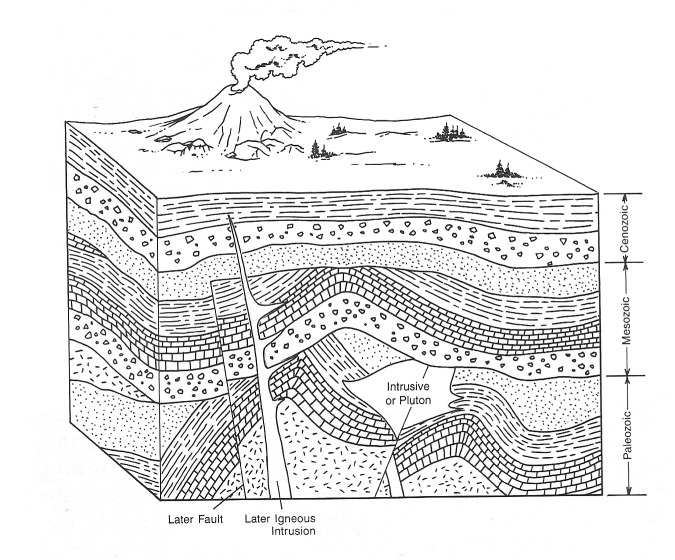 Cenozoic
Mesozoic
Intrusive
or Pluton
Paleozoic
Later Fault
Later Igneous
Intrusion